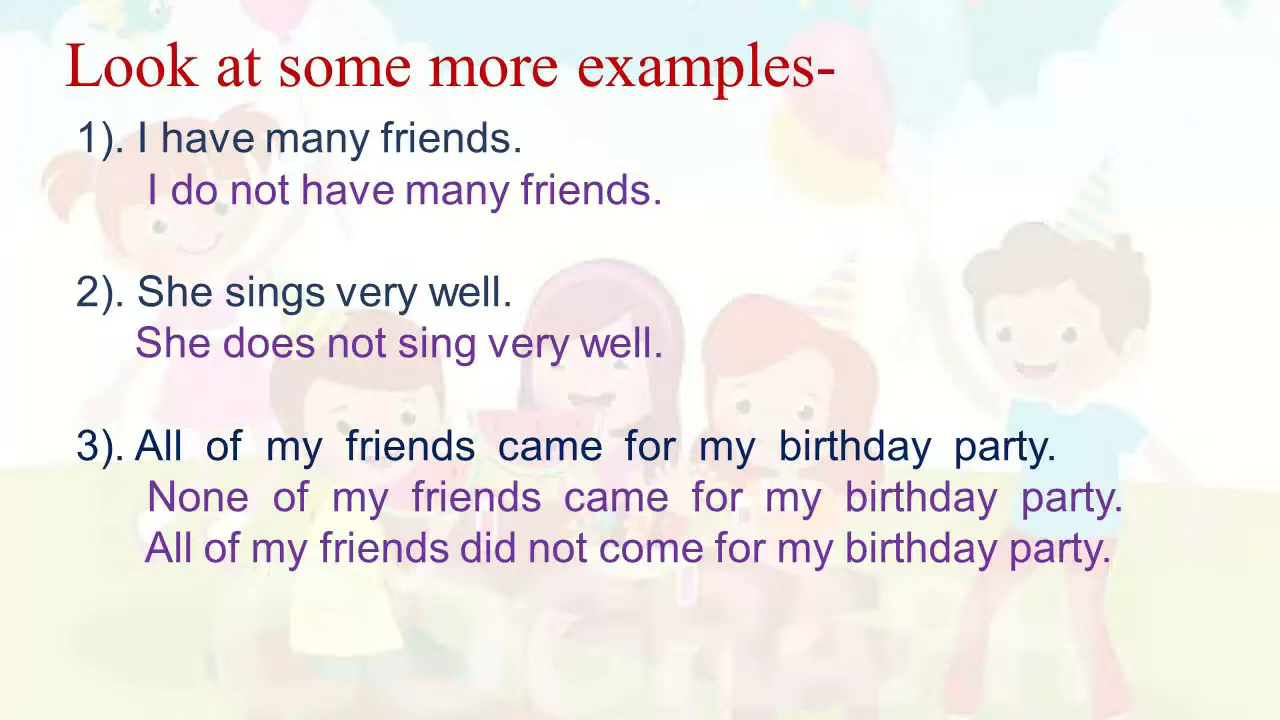 Look at some more examples-
1). I have many friends.
I do not have many friends.
2). She sings very well.
She does not sing very well.
3). All of my friends came for my birthday party.
None of my friends came for my birthday party.
All of my friends did not come for my birthday party.